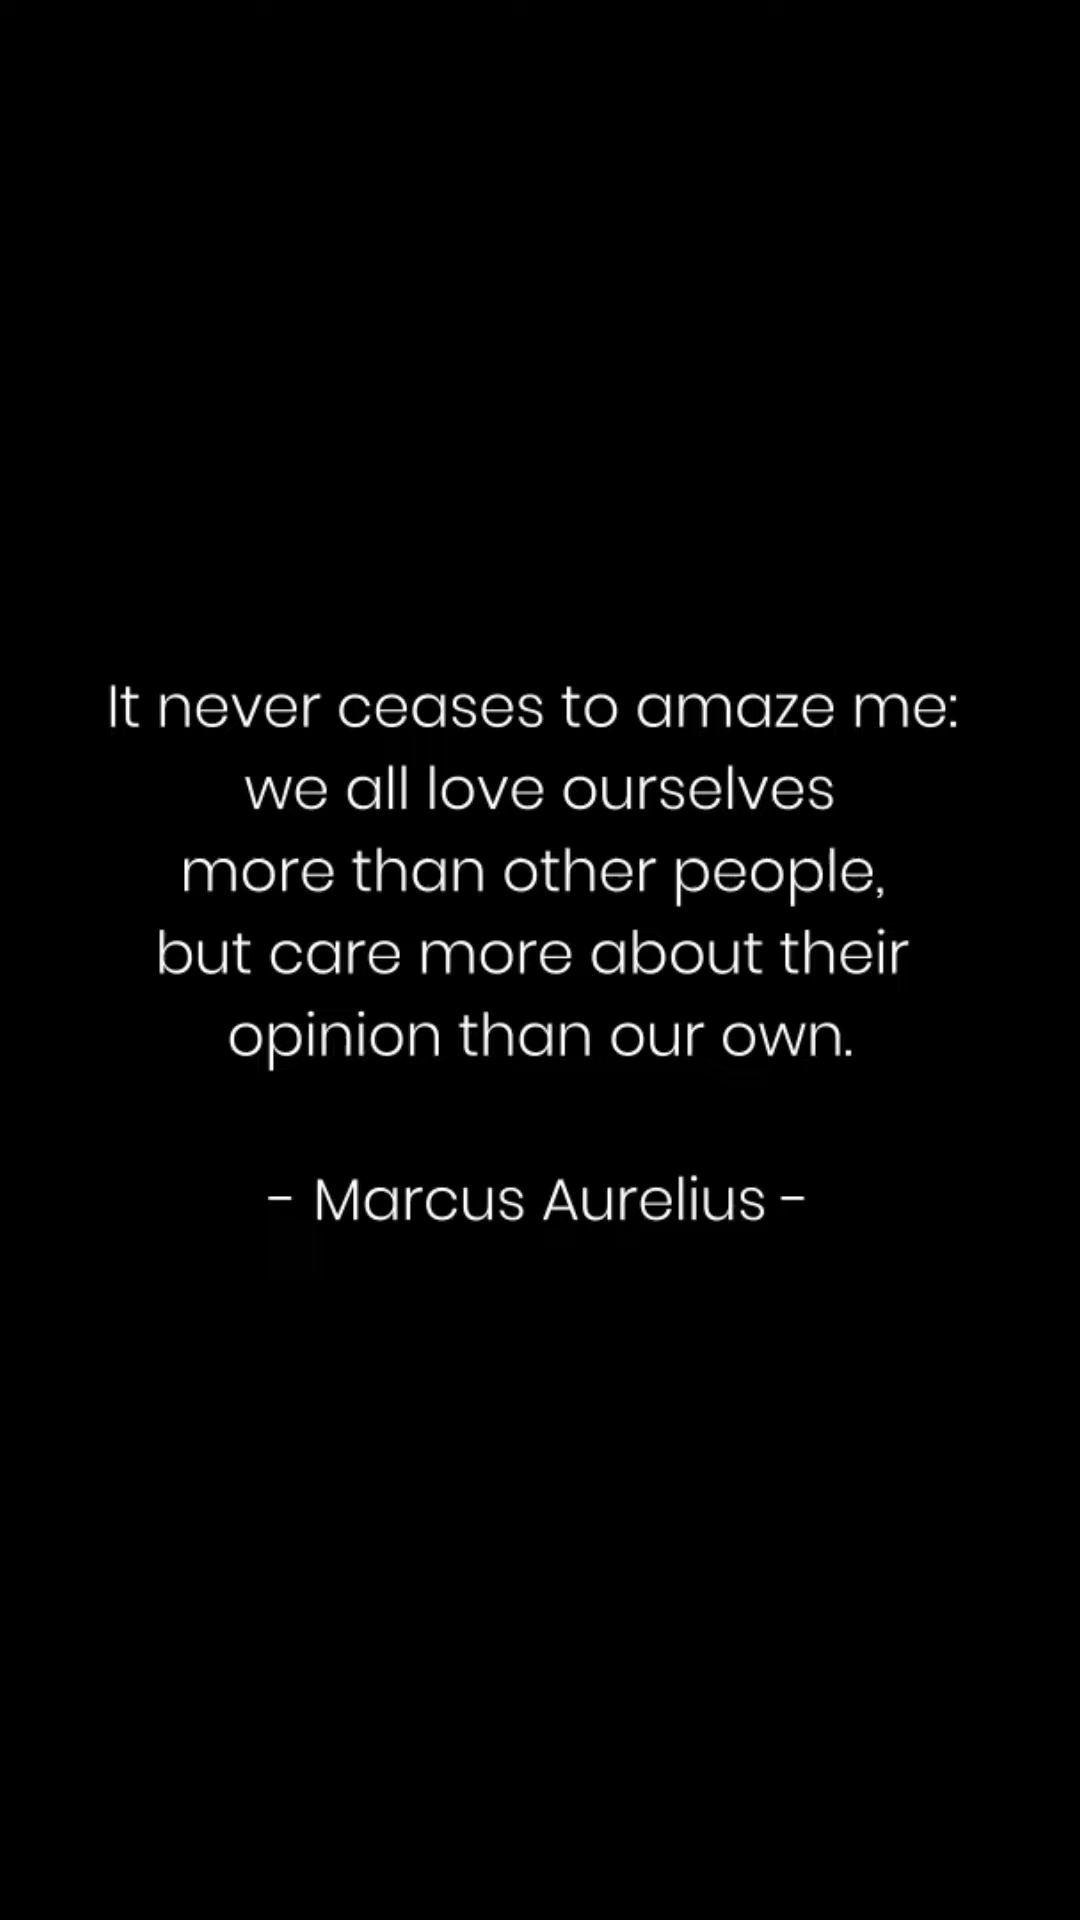 It never ceases to amaze me:
we all love ourselves
more than other people,
but care more about their
opinion than our own.
- Marcus Aurelius -